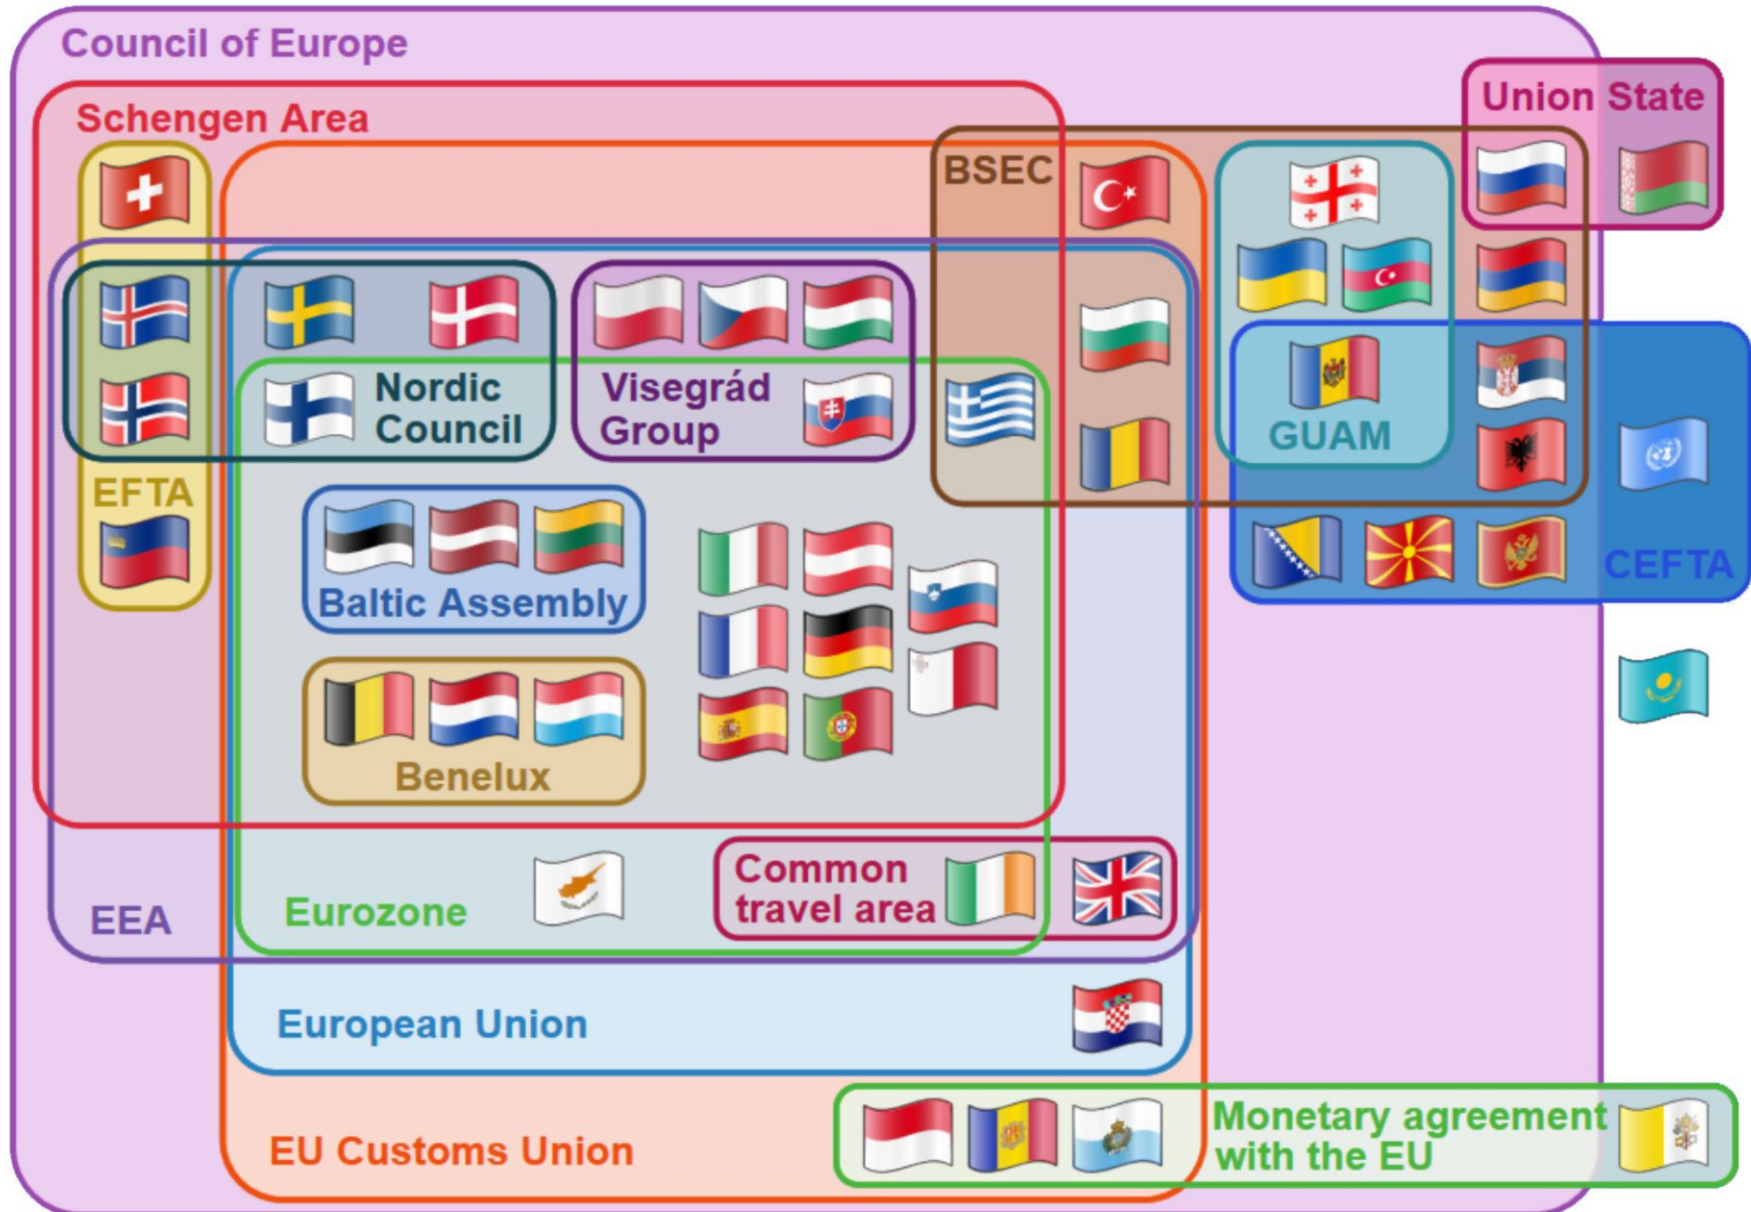 Council of Europe
Schengen Area
Union State
BSEC
Nordic
Council
Visegrád
Group
GUAM
EFTA
Baltic Assembly
CEFTA
Benelux
Common
travel area
EEA
Eurozone
European Union
EU Customs Union
Monetary agreement
with the EU